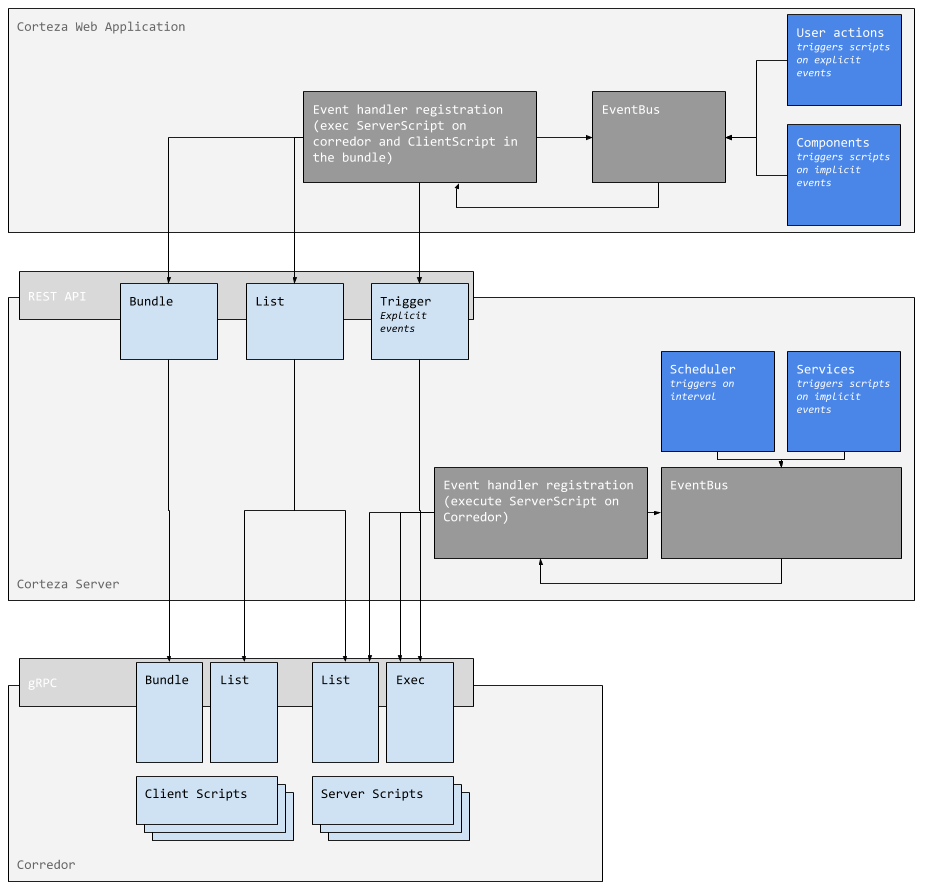 Corteza Web Application
User actions
triggers scripts
on explicit
events
Event handler registration
(exec ServerScript on
corredor and ClientScript in
the bundle)
EventBus
Components
triggers scripts
on implicit
events
REST API
Bundle
List
Trigger
Explicit
events
Scheduler
triggers on
interval
Services
triggers scripts
on implicit
events
Event handler registration
(execute ServerScript on
Corredor)
EventBus
Corteza Server
gRPC
Bundle
List
List
Exec
Client Scripts
Server Scripts
Corredor